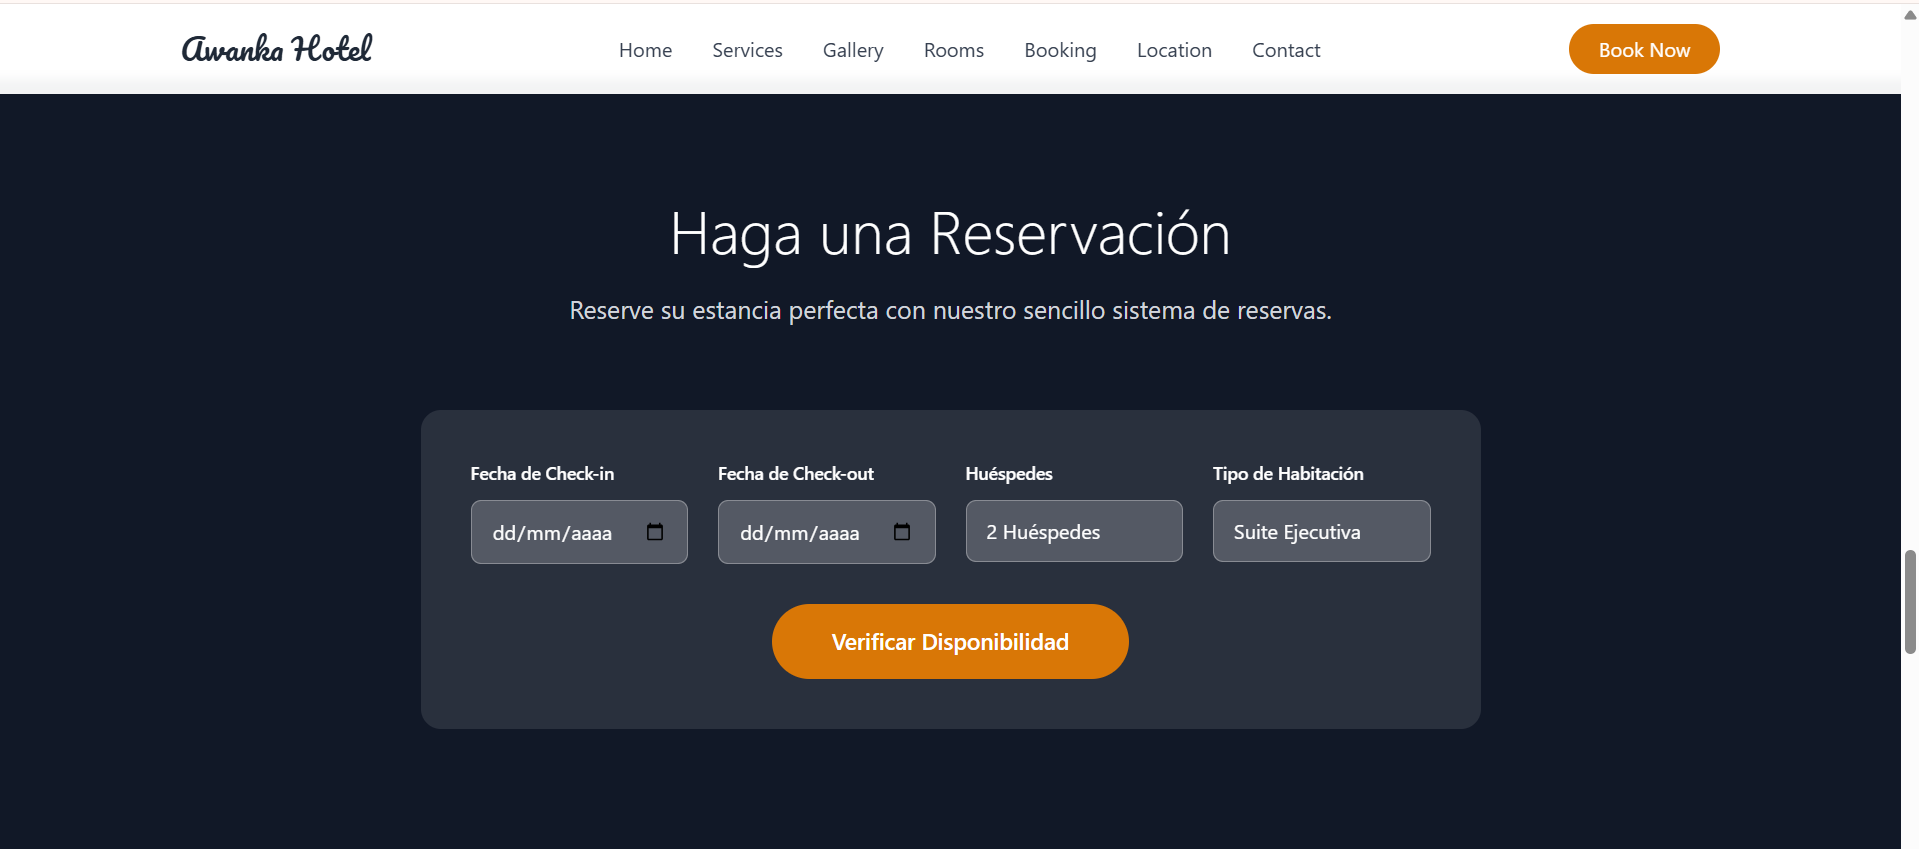 Awanka Hotel Home Services Gallery Rooms Booking Location Contact Book Now
Haga una Reservación
Reserve su estancia perfecta con nuestro sencillo sistema de reservas.
Fecha de Check-in Fecha de Check-out Huéspedes Tipo de Habitación
dd/mm/aaaa dd/mm/aaaa 2 Huéspedes Suite Ejecutiva
Verificar Disponibilidad